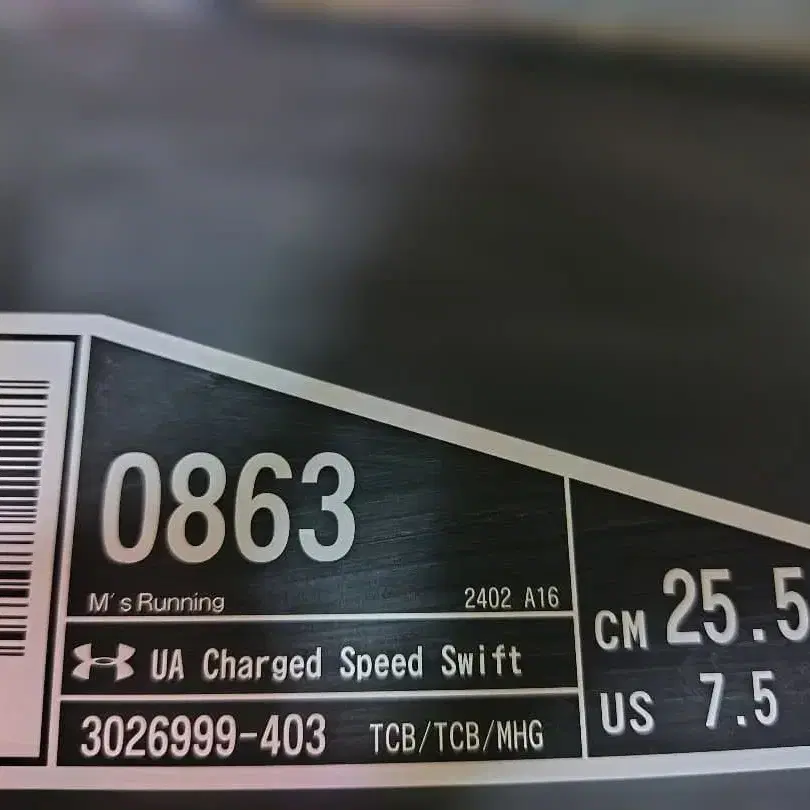 0863
M's Running 2402 A16
UA Charged Speed Swift
3026999-403 TCB/TCB/MHG
CM 25.5
US 7.5